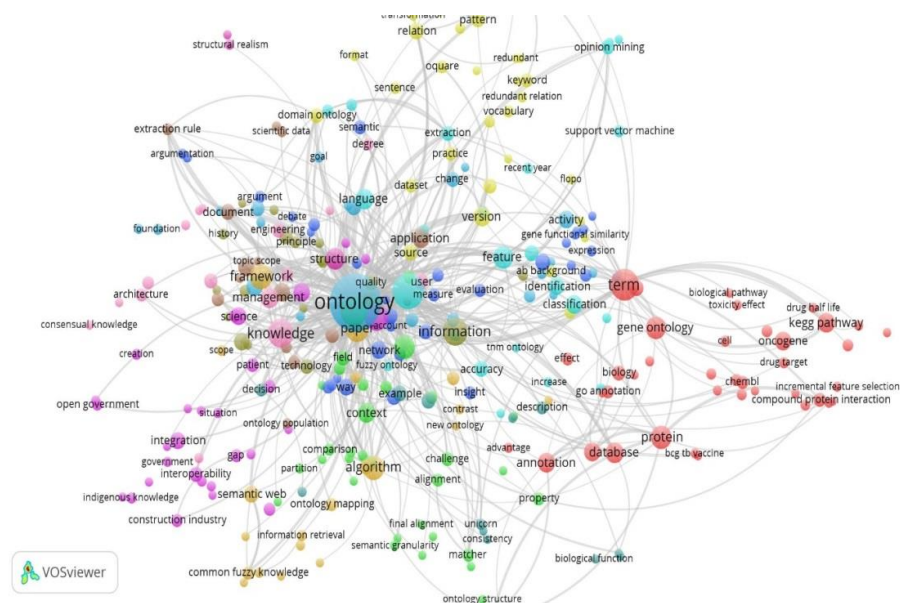 transformation
pattern
relation
structural realism
opinion mining
format
redundant
oquare
keyword
sentence
redundant relation
vocabulary
domain ontology
extraction rule
scientific data
semantic
extraction
support vector machine
degree
argumentation
goal
practice
recent year
change
flopo
dataset
argument
language
document
debate
version
activity
foundation
engineering
gene functional similarity
history
principle
application
source
expression
topic scope
structure
feature
ab background
framework
quality
user
evaluation
identification
term
architecture
management
measure
biological pathway
ontology
classification
toxicity effect
drug half life
science
consensual knowledge
knowledge
paper
account
information
gene ontology
kegg pathway
cell
oncogene
scope
field
network
tnm ontology
creation
patient
technology
fuzzy ontology
effect
drug target
accuracy
biology
decision
way
example
insight
increase
go annotation
chembl
incremental feature selection
open government
compound protein interaction
situation
context
contrast
description
ontology population
new ontology
integration
protein
gap
comparison
advantage
database
bcg tb vaccine
government
partition
algorithm
challenge
annotation
interoperability
alignment
indigenous knowledge
semantic web
property
ontology mapping
construction industry
final alignment
unicorn
information retrieval
consistency
semantic granularity
matcher
biological function
common fuzzy knowledge
VOSviewer
ontology structure